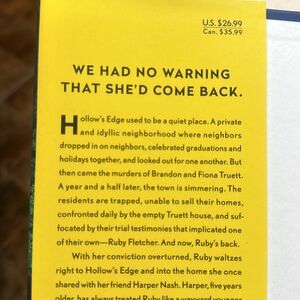 U.S. $26.99
Can. $35.99
WE HAD NO WARNING
THAT SHE'D COME BACK.
Hollow's Edge used to be a quiet place. A private
and idyllic neighborhood where neighbors
dropped in on neighbors, celebrated graduations and
holidays together, and looked out for one another. But
then came the murders of Brandon and Fiona Truett.
A year and a half later, the town is simmering. The
residents are trapped, unable to sell their homes,
confronted daily by the empty Truett house, and suf-
focated by their trial testimonies that implicated one
of their own—Ruby Fletcher. And now, Ruby's back.
With her conviction overturned, Ruby waltzes
right to Hollow's Edge and into the home she once
shared with her friend Harper Nash. Harper, five years
older, has always treated Ruby like a wayward younger